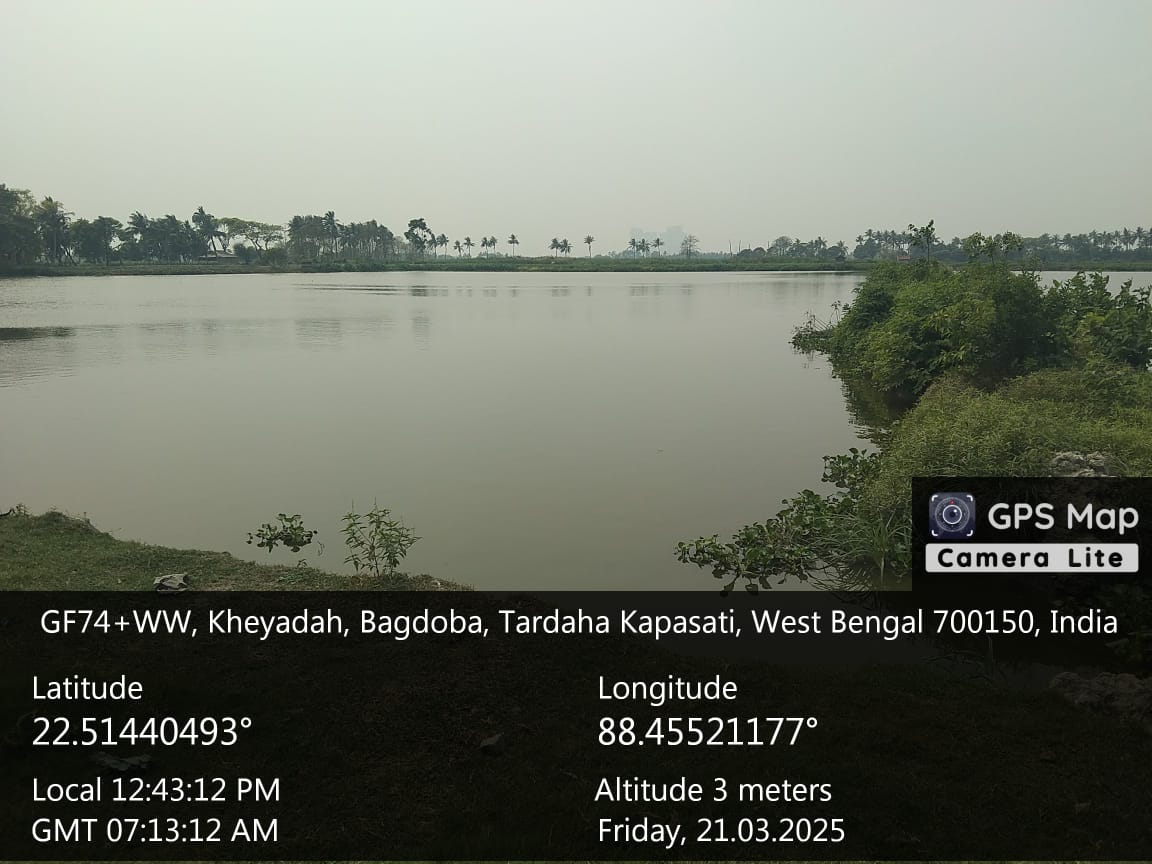 GPS Map
Camera Lite
GF74+WW, Kheyadah, Bagdoba, Tardaha Kapasati, West Bengal 700150, India
Latitude
22.51440493°
Longitude
88.45521177°
Local 12:43:12 PM
GMT 07:13:12 AM
Altitude 3 meters
Friday, 21.03.2025